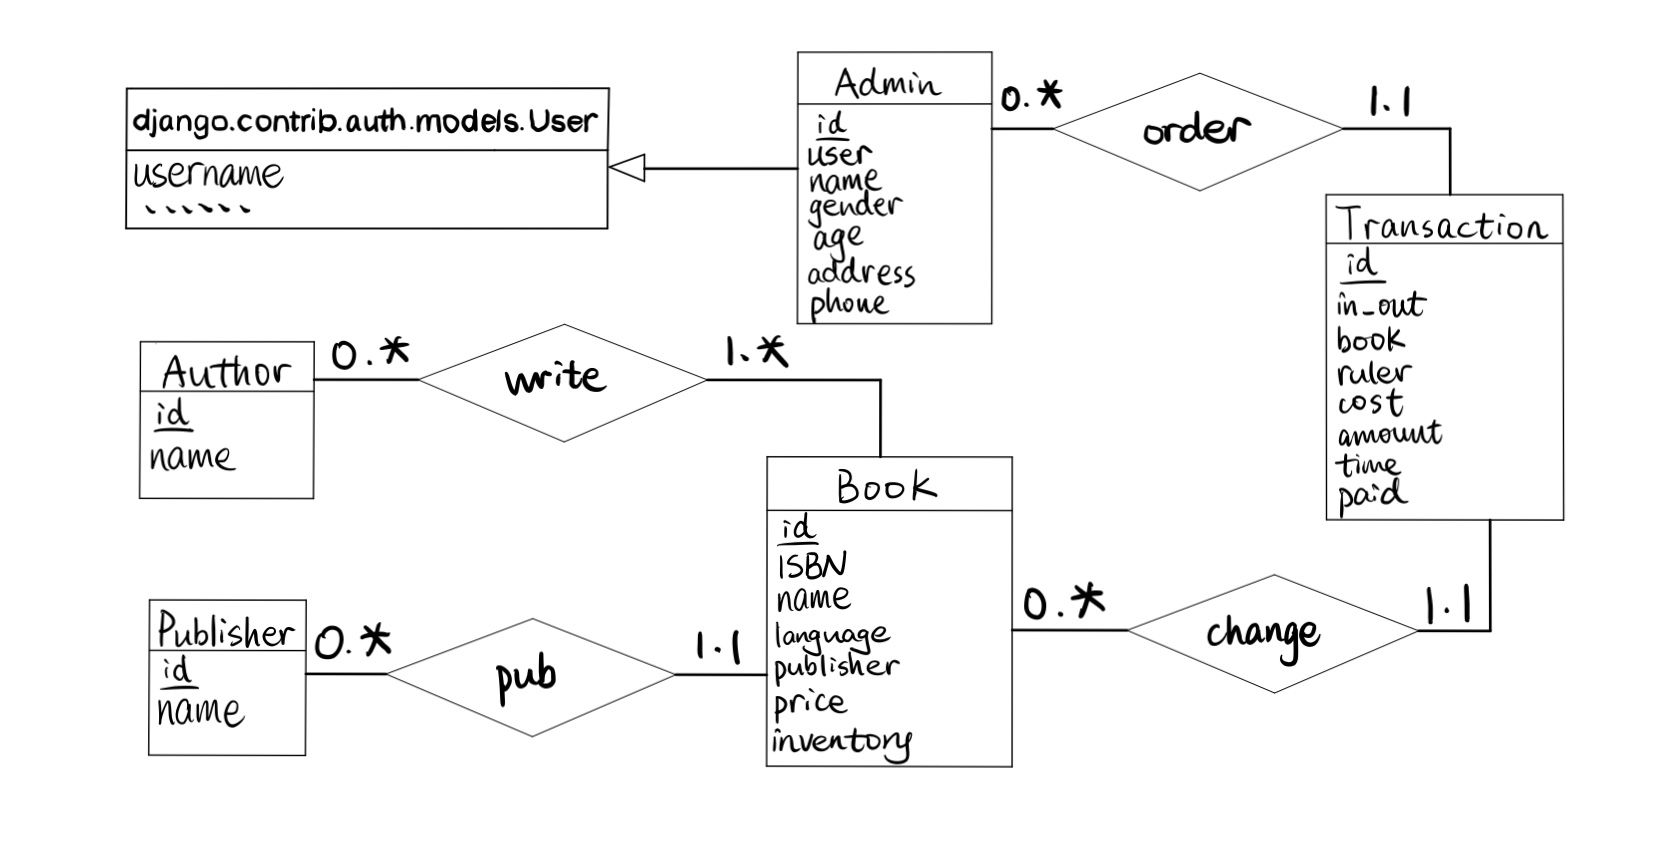 django.contrib.auth.models.User
username
......
Admin
id
user
name
gender
age
address
phone
0.*
order
1.1
Transaction
id
in_out
book
ruler
cost
amount
time
paid
Author
id
name
0.*
write
1.*
Book
id
ISBN
name
language
publisher
price
inventory
Publisher
id
name
0.*
pub
1.1
0.*
change
1.1